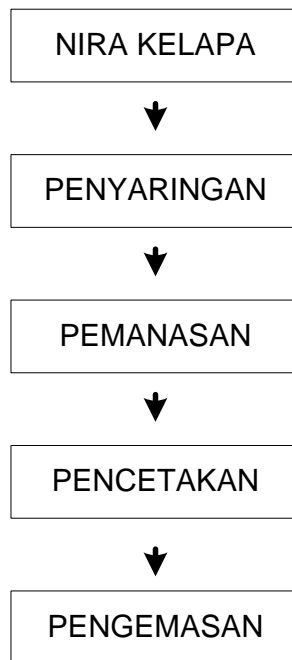 NIRA KELAPA
PENYARINGAN
PEMANASAN
PENCETAKAN
PENGEMASAN